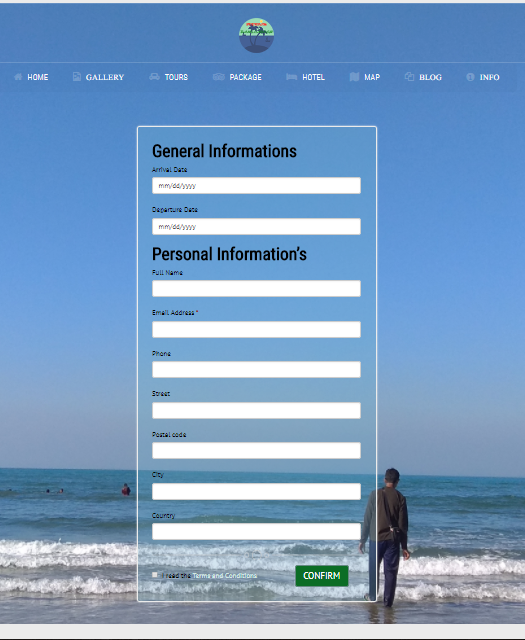 HOME GALLERY TOURS PACKAGE HOTEL MAP BLOG INFO
General Informations
Arrival Date
mm/dd/yyyy
Departure Date
mm/dd/yyyy
Personal Information's
Full Name
Email Address *
Phone
Street
Postal code
City
Country
I read the Terms and Conditions
CONFIRM